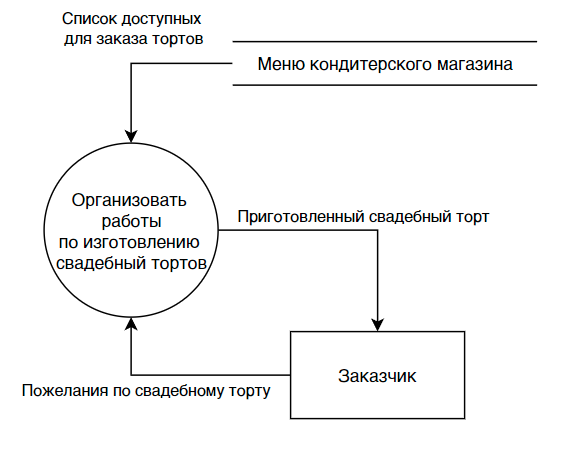 Список доступных
для заказа тортов
Меню кондитерского магазина
Организовать
работы
по изготовлению
свадебный тортов
Приготовленный свадебный торт
Заказчик
Пожелания по свадебному торту